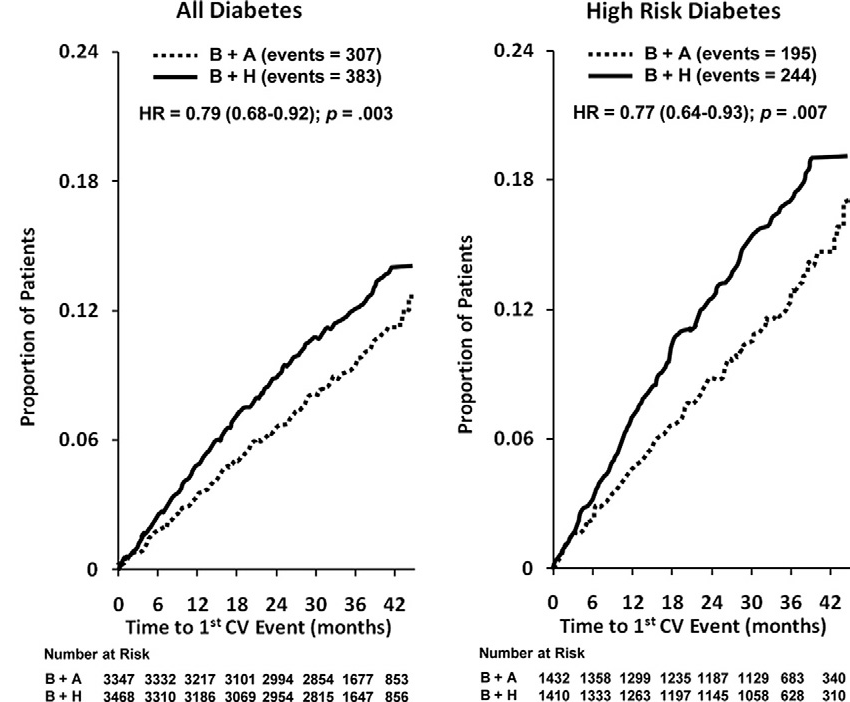 All Diabetes
B + A (events = 307)
B + H (events = 383)
HR = 0.79 (0.68-0.92); p = .003
0.24
0.18
0.12
0.06
0
Proportion of Patients
0 6 12 18 24 30 36 42
Time to 1st CV Event (months)
Number at Risk
B + A 3347 3332 3217 3101 2994 2854 1677 853
B + H 3468 3310 3186 3069 2954 2815 1647 856
High Risk Diabetes
B + A (events = 195)
B + H (events = 244)
HR = 0.77 (0.64-0.93); p = .007
0.24
0.18
0.12
0.06
0
Proportion of Patients
0 6 12 18 24 30 36 42
Time to 1st CV Event (months)
Number at Risk
B + A 1432 1358 1299 1235 1187 1129 683 340
B + H 1410 1333 1263 1197 1145 1058 628 310